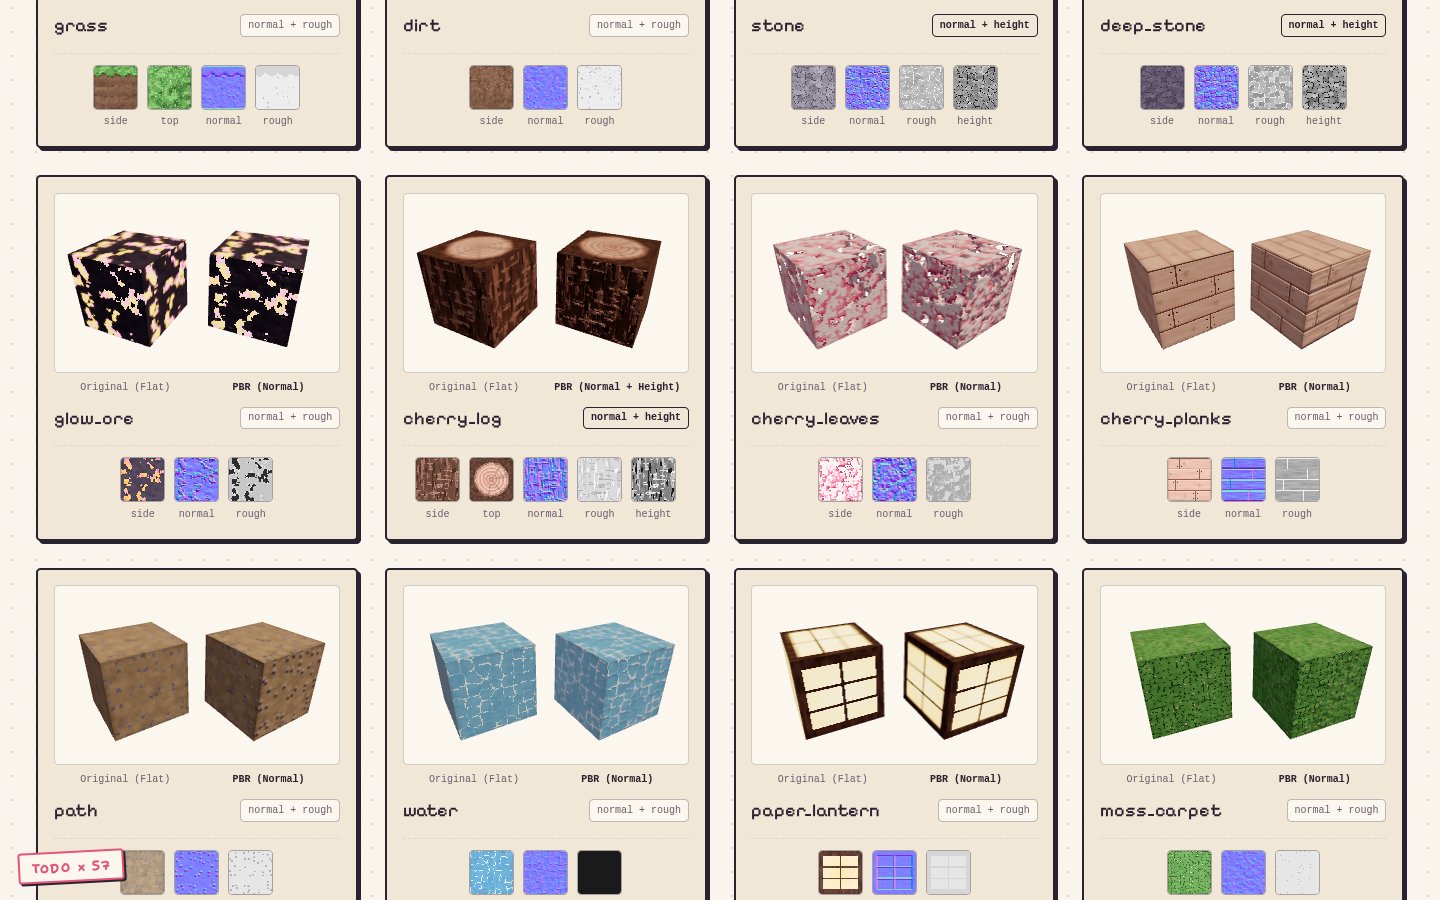 grass normal + rough
dirt normal + rough
stone normal + height
deep_stone normal + height
side top normal rough
side normal rough
side normal rough height
side normal rough height
Original (Flat) PBR (Normal)
Original (Flat) PBR (Normal + Height)
Original (Flat) PBR (Normal)
Original (Flat) PBR (Normal)
glow_ore normal + rough
cherry_log normal + height
cherry_leaves normal + rough
cherry_planks normal + rough
side normal rough
side top normal rough height
side normal rough
side normal rough
Original (Flat) PBR (Normal)
Original (Flat) PBR (Normal)
Original (Flat) PBR (Normal)
Original (Flat) PBR (Normal)
path normal + rough
water normal + rough
paper_lantern normal + rough
moss_carpet normal + rough
TODO x 57